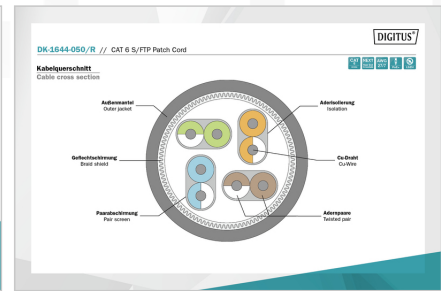 DIGITUS®
DK-1644-050/R // CAT 6 S/FTP Patch Cord
Kabelquerschnitt
Cable cross section
Außenmantel
Outer jacket
Aderisolierung
Isolation
Geflechtschirmung
Braid shield
Cu-Draht
Cu-Wire
Paarabschirmung
Pair screen
Adernpaare
Twisted pair